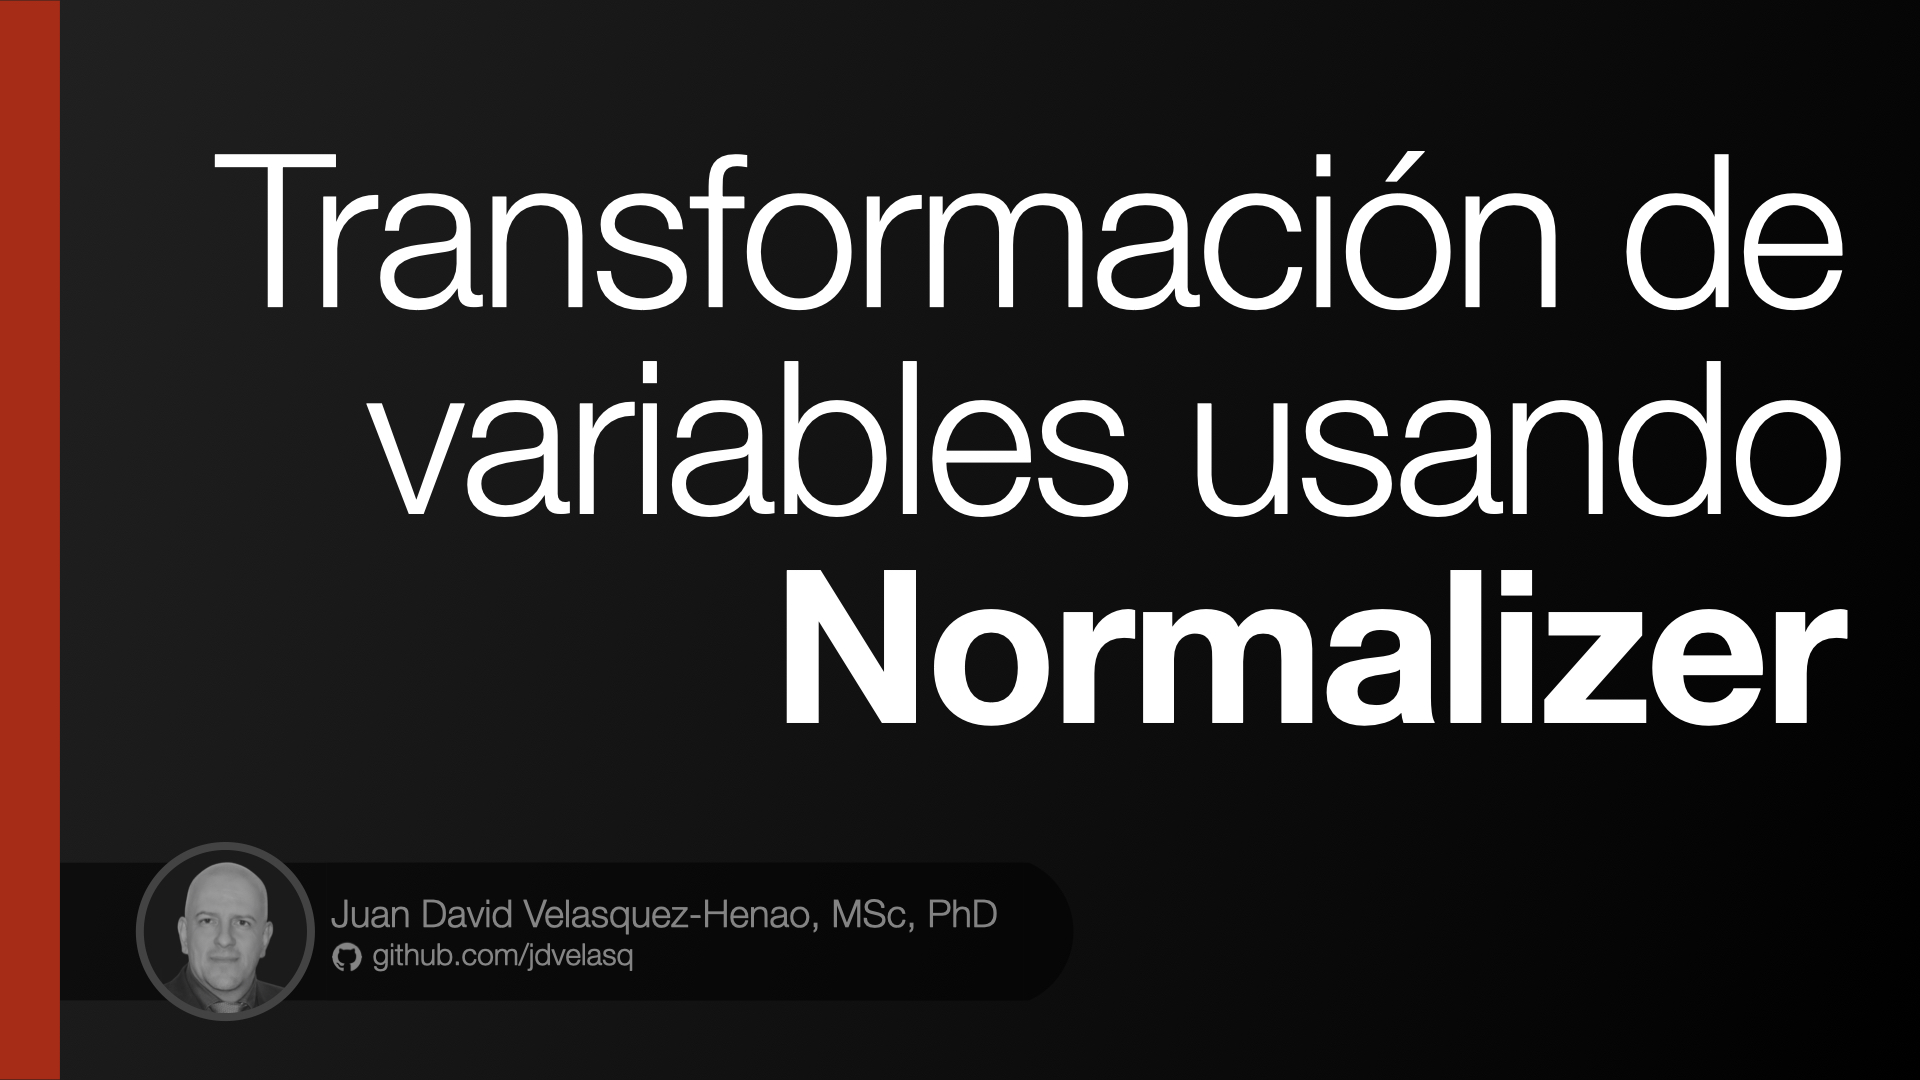 Transformación de
variables usando
Normalizer
Juan David Velasquez-Henao, MSc, PhD
github.com/jdvelasq